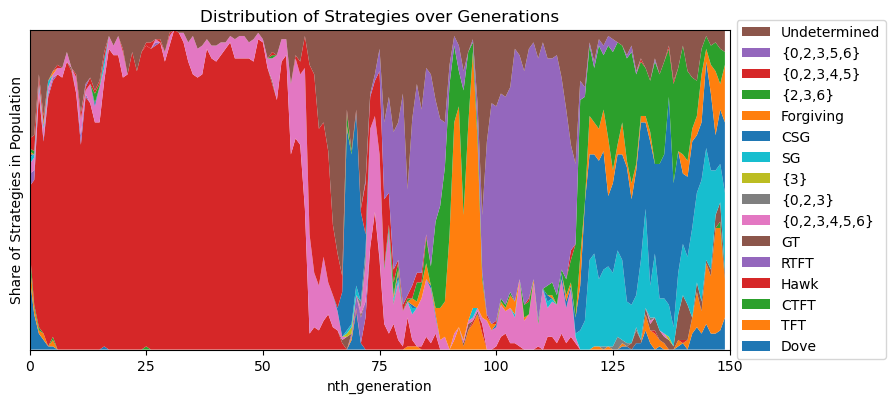 Distribution of Strategies over Generations
Share of Strategies in Population
0 25 50 75 100 125 150
nth_generation
Undetermined
{0,2,3,5,6}
{0,2,3,4,5}
{2,3,6}
Forgiving
CSG
SG
{3}
{0,2,3}
{0,2,3,4,5,6}
GT
RTFT
Hawk
CTFT
TFT
Dove